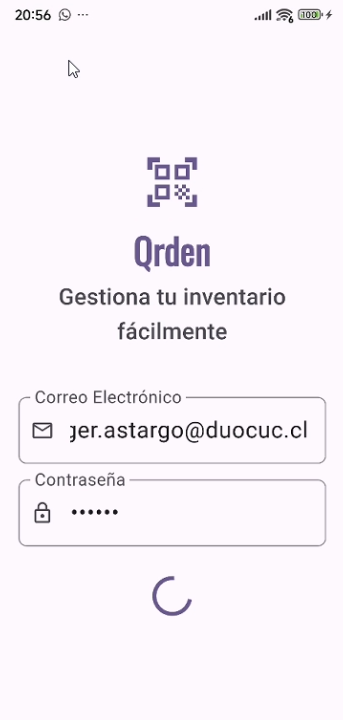 20:56
100
Qrden
Gestiona tu inventario
fácilmente
Correo Electrónico
ger.astargo@duocuc.cl
Contraseña
••••••